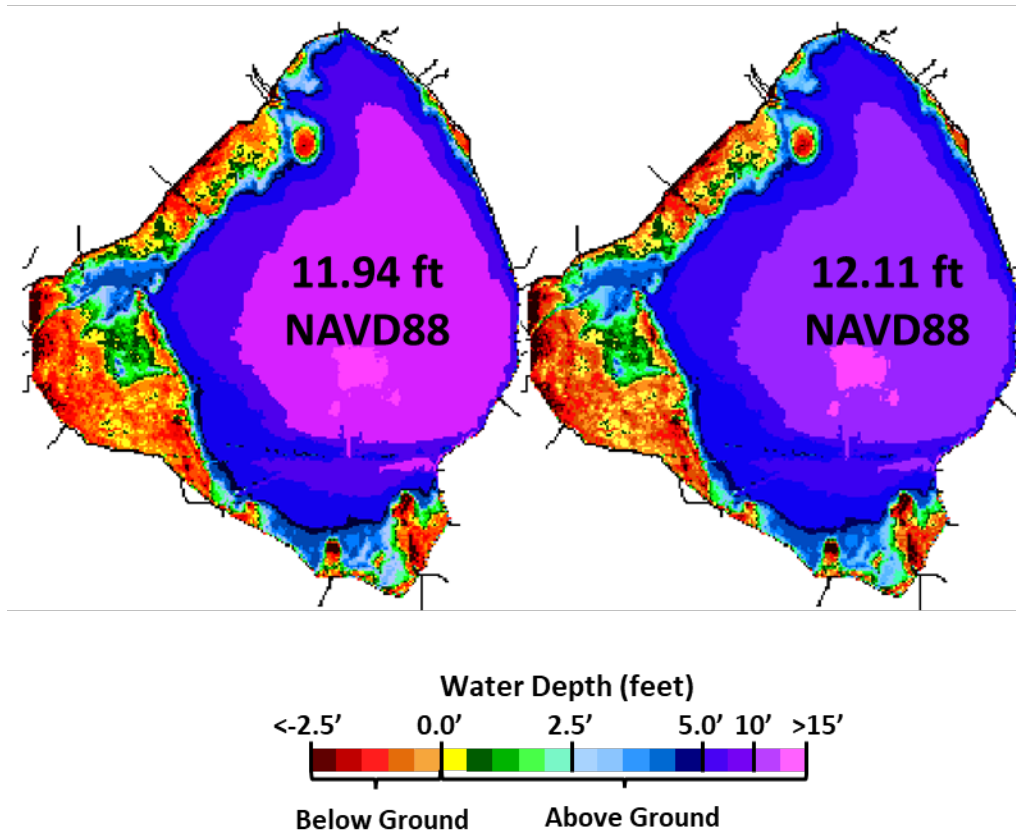 11.94 ft
NAVD88
12.11 ft
NAVD88
Water Depth (feet)
<-2.5’ 0.0’ 2.5’ 5.0’ 10’ >15’
Below Ground Above Ground